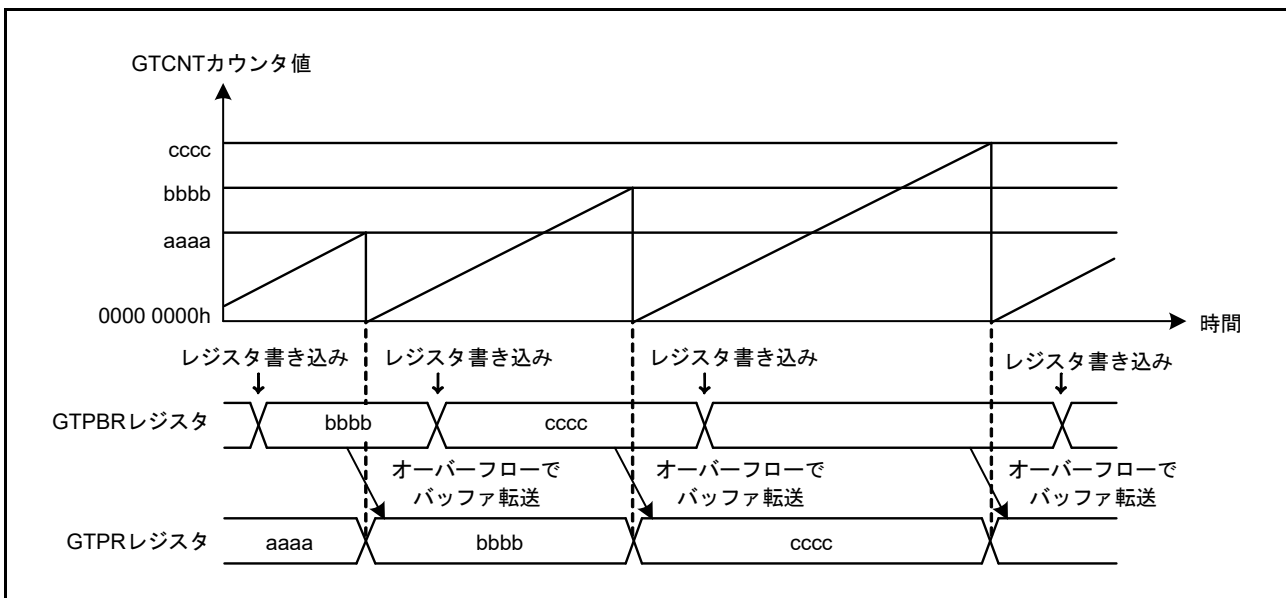 GTCNTカウンタ値
cccc
bbbb
aaaa
0000 0000h
時間
レジスタ書き込み レジスタ書き込み レジスタ書き込み レジスタ書き込み
GTPBRレジスタ bbbb cccc
オーバーフローで オーバーフローで オーバーフローで
バッファ転送 バッファ転送 バッファ転送
GTPRレジスタ aaaa bbbb cccc